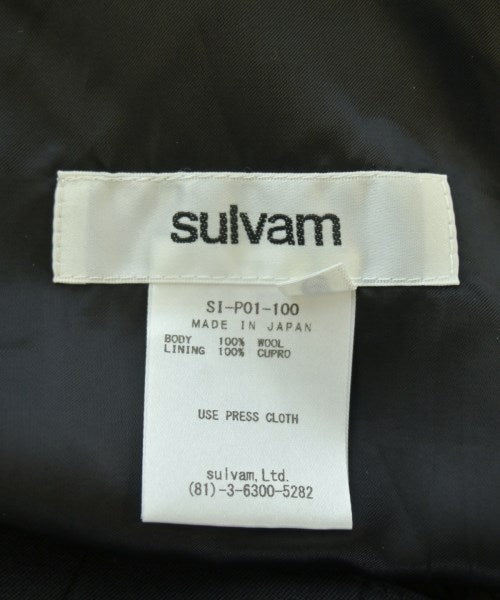 sulvam
SI-P01-100
MADE IN JAPAN
BODY 100% WOOL
LINING 100% CUPRO
USE PRESS CLOTH
sulvam,Ltd.
(81)-3-6300-5282